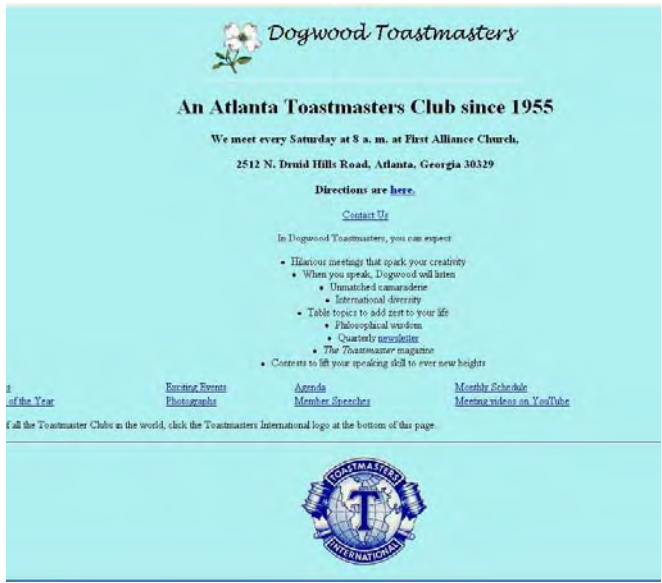 Dogwood Toastmasters
An Atlanta Toastmasters Club since 1955
We meet every Saturday at 8 a. m. at First Alliance Church,
2512 N. Druid Hills Road, Atlanta, Georgia 30329
Directions are here.
Contact Us
In Dogwood Toastmasters, you can expect
• Hilarious meetings that spark your creativity
• When you speak, Dogwood will listen
• Unmatched camaraderie
• International diversity
• Table topics to add zest to your life
• Philosophical wisdom
• Quarterly newsletter
• The Toastmaster magazine
• Contests to lift your speaking skill to ever new heights
s Exciting Events Agenda Monthly Schedule
of the Year Photographs Member Speeches Meeting videos on YouTube
f all the Toastmaster Clubs in the world, click the Toastmasters International logo at the bottom of this page.
TOASTMASTERS
T
INTERNATIONAL